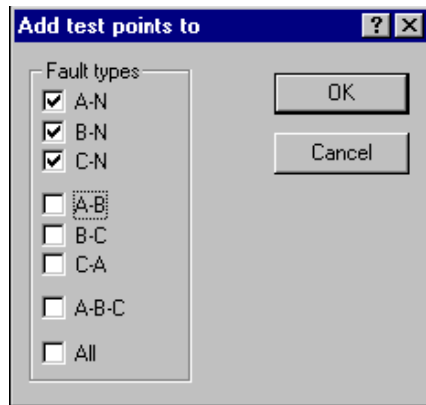 Add test points to
Fault types
A-N
B-N
C-N
A-B
B-C
C-A
A-B-C
All
OK
Cancel